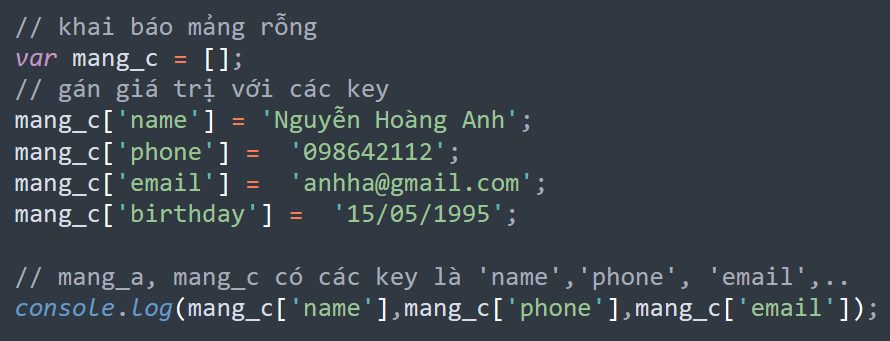 // khai báo mảng rỗng
var mang_c = [];
// gán giá trị với các key
mang_c['name'] = 'Nguyễn Hoàng Anh';
mang_c['phone'] =  '098642112';
mang_c['email'] =  'anhha@gmail.com';
mang_c['birthday'] =  '15/05/1995';
// mang_a, mang_c có các key là 'name','phone', 'email',..
console.log(mang_c['name'],mang_c['phone'],mang_c['email']);